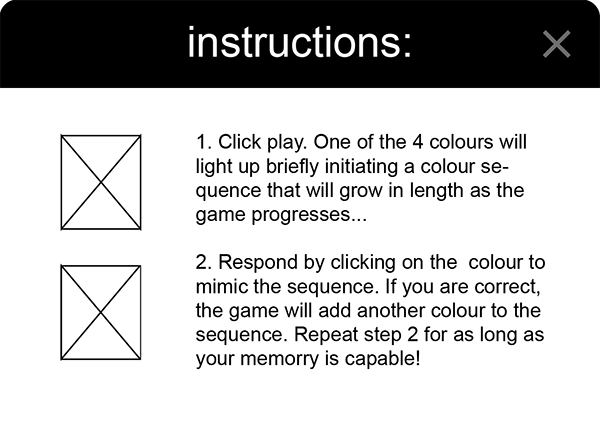 instructions:
1. Click play. One of the 4 colours will
light up briefly initiating a colour se-
quence that will grow in length as the
game progresses...
2. Respond by clicking on the  colour to
mimic the sequence. If you are correct,
the game will add another colour to the
sequence. Repeat step 2 for as long as
your memorry is capable!